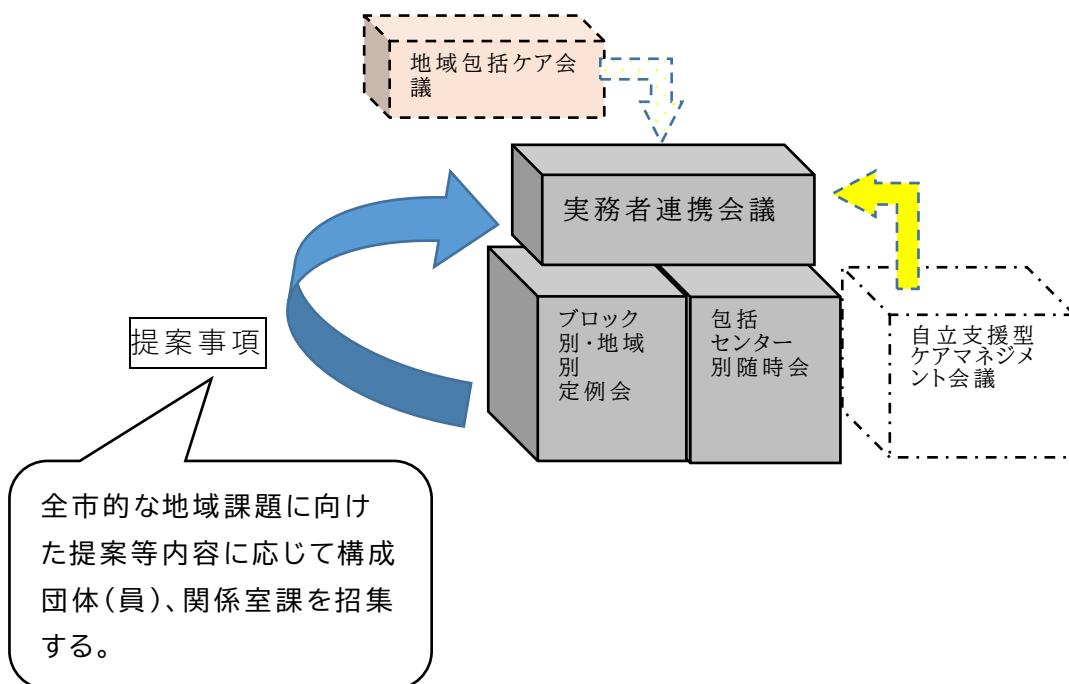 地域包括ケア会
議
実務者連携会議
ブロック
別・地域
別
定例会
包括
センター
別随時会
自立支援型
ケアマネジメ
ント会議
提案事項
全市的な地域課題に向け
た提案等内容に応じて構成
団体(員)、関係室課を招集
する。